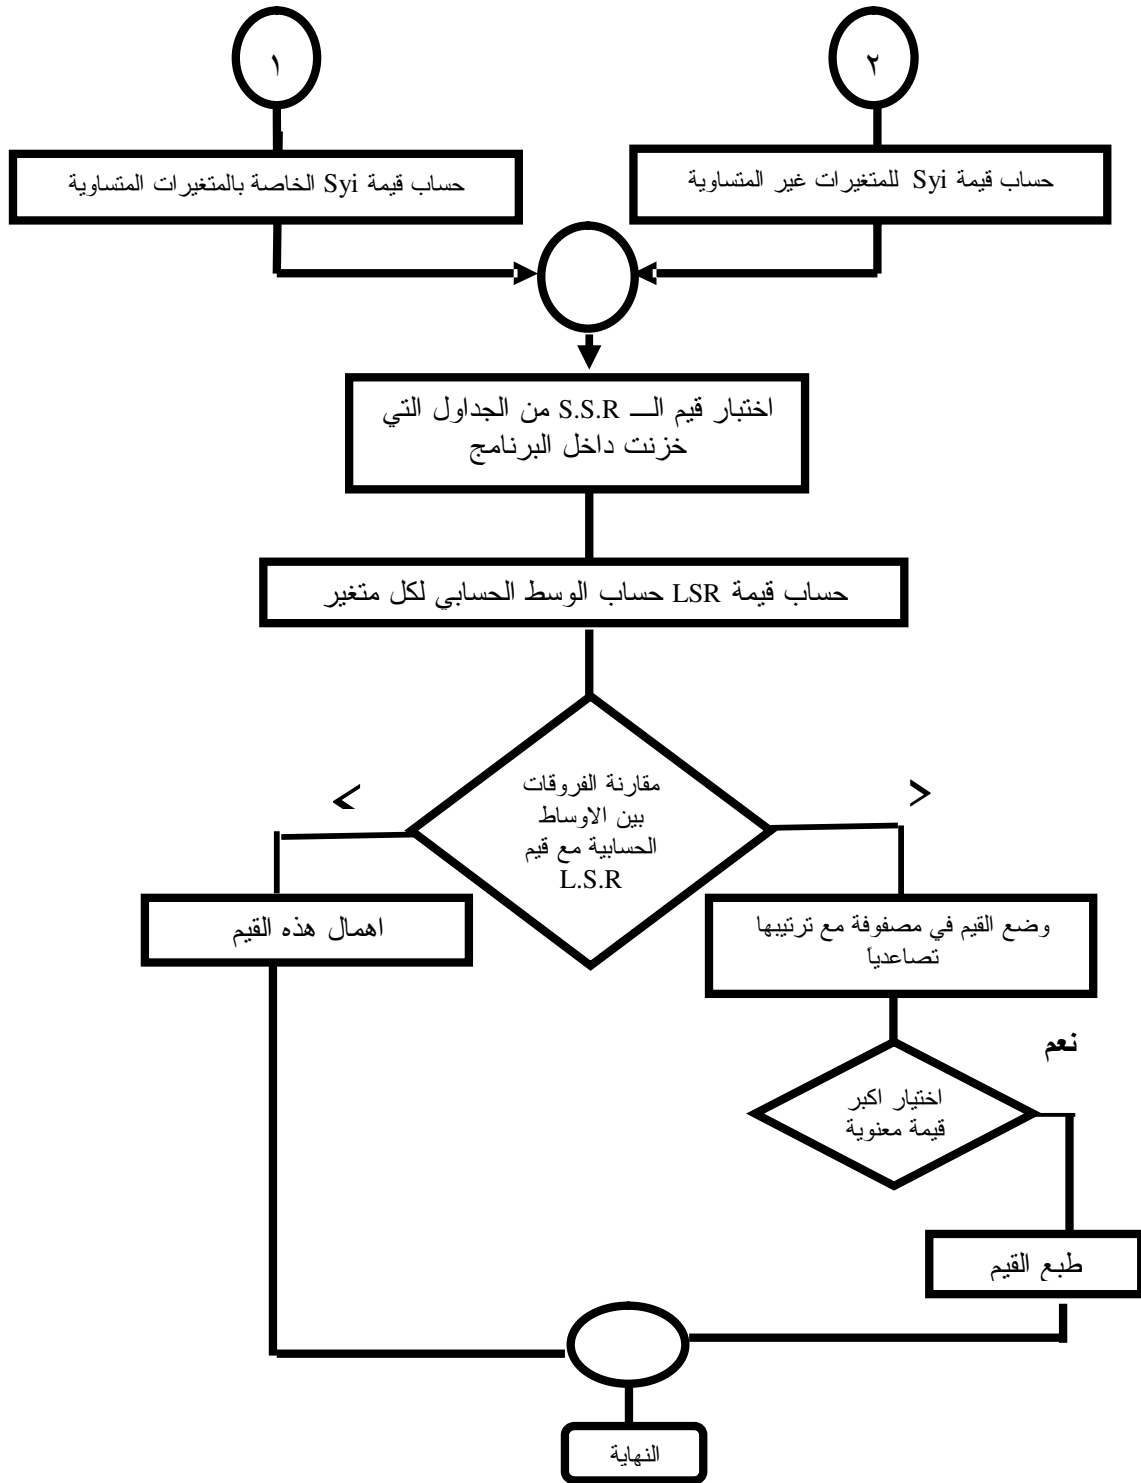 ١
٢
حساب قيمة Syi الخاصة بالمتغيرات المتساوية
حساب قيمة Syi للمتغيرات غير المتساوية
اختبار قيم الـــ S.S.R من الجداول التي
خزنت داخل البرنامج
حساب قيمة LSR حساب الوسط الحسابي لكل متغير
مقارنة الفروقات
بين الاوساط
الحسابية مع قيم
L.S.R
<
>
اهمال هذه القيم
وضع القيم في مصفوفة مع ترتيبها
تصاعدياً
نعم
اختيار اكبر
قيمة معنوية
طبع القيم
النهاية